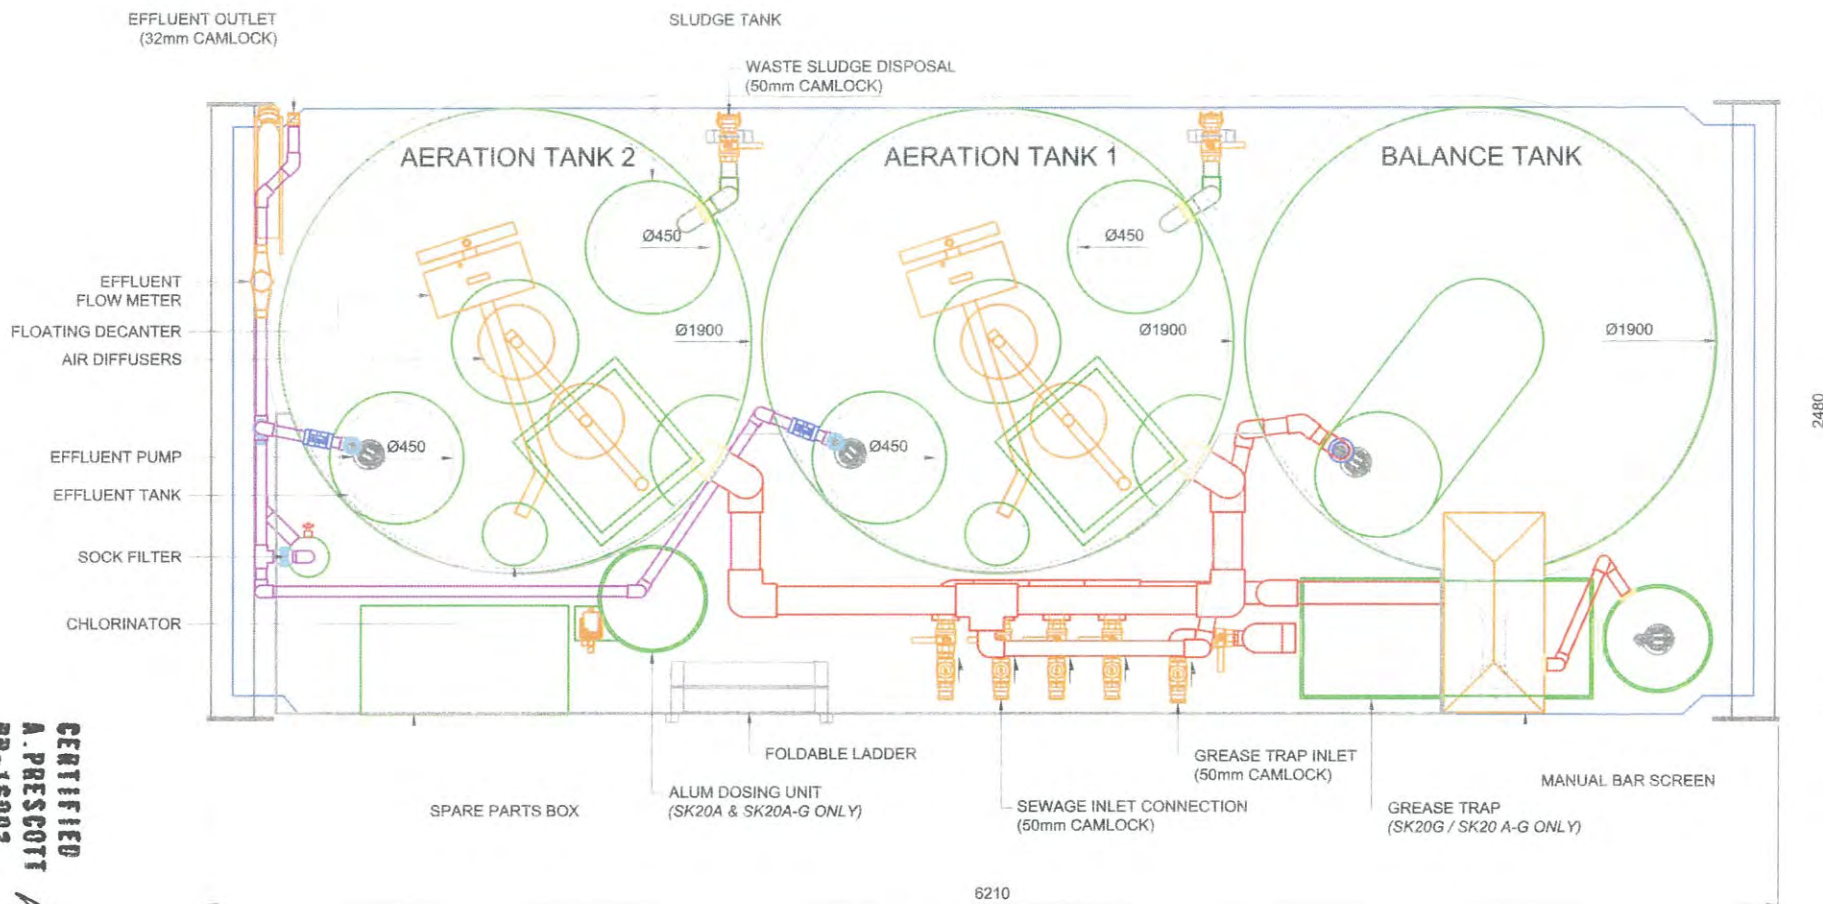 EFFLUENT OUTLET
(32mm CAMLOCK)
SLUDGE TANK
WASTE SLUDGE DISPOSAL
(50mm CAMLOCK)
AERATION TANK 2
AERATION TANK 1
BALANCE TANK
Ø450
Ø450
EFFLUENT
FLOW METER
FLOATING DECANTER
AIR DIFFUSERS
Ø1900
Ø1900
Ø1900
2480
EFFLUENT PUMP
Ø450
Ø450
EFFLUENT TANK
SOCK FILTER
CHLORINATOR
FOLDABLE LADDER
GREASE TRAP INLET
(50mm CAMLOCK)
MANUAL BAR SCREEN
SPARE PARTS BOX
ALUM DOSING UNIT
(SK20A & SK20A-G ONLY)
SEWAGE INLET CONNECTION
(50mm CAMLOCK)
GREASE TRAP
(SK20G / SK20 A-G ONLY)
6210
CERTIFIED
A. PRESCOTT